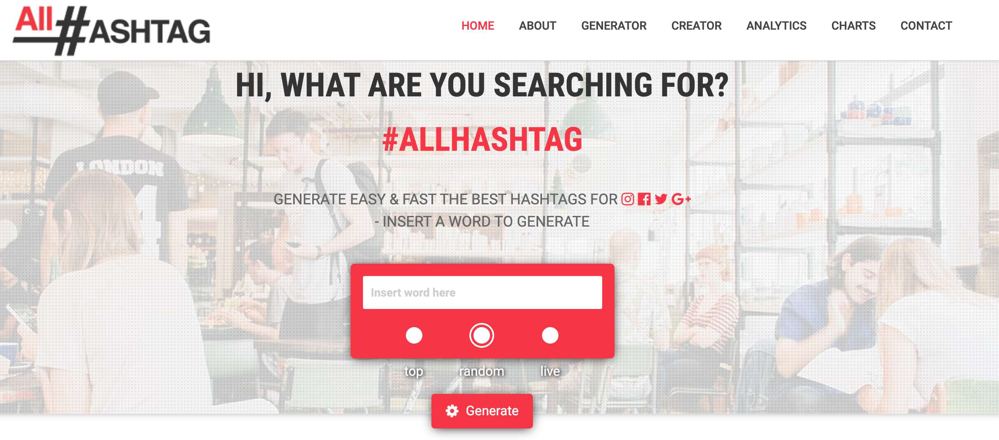 All#ASHTAG
HOME ABOUT GENERATOR CREATOR ANALYTICS CHARTS CONTACT
HI, WHAT ARE YOU SEARCHING FOR?
#ALLHASHTAG
LONDON
GENERATE EASY & FAST THE BEST HASHTAGS FOR
- INSERT A WORD TO GENERATE
Insert word here
top random live
Generate